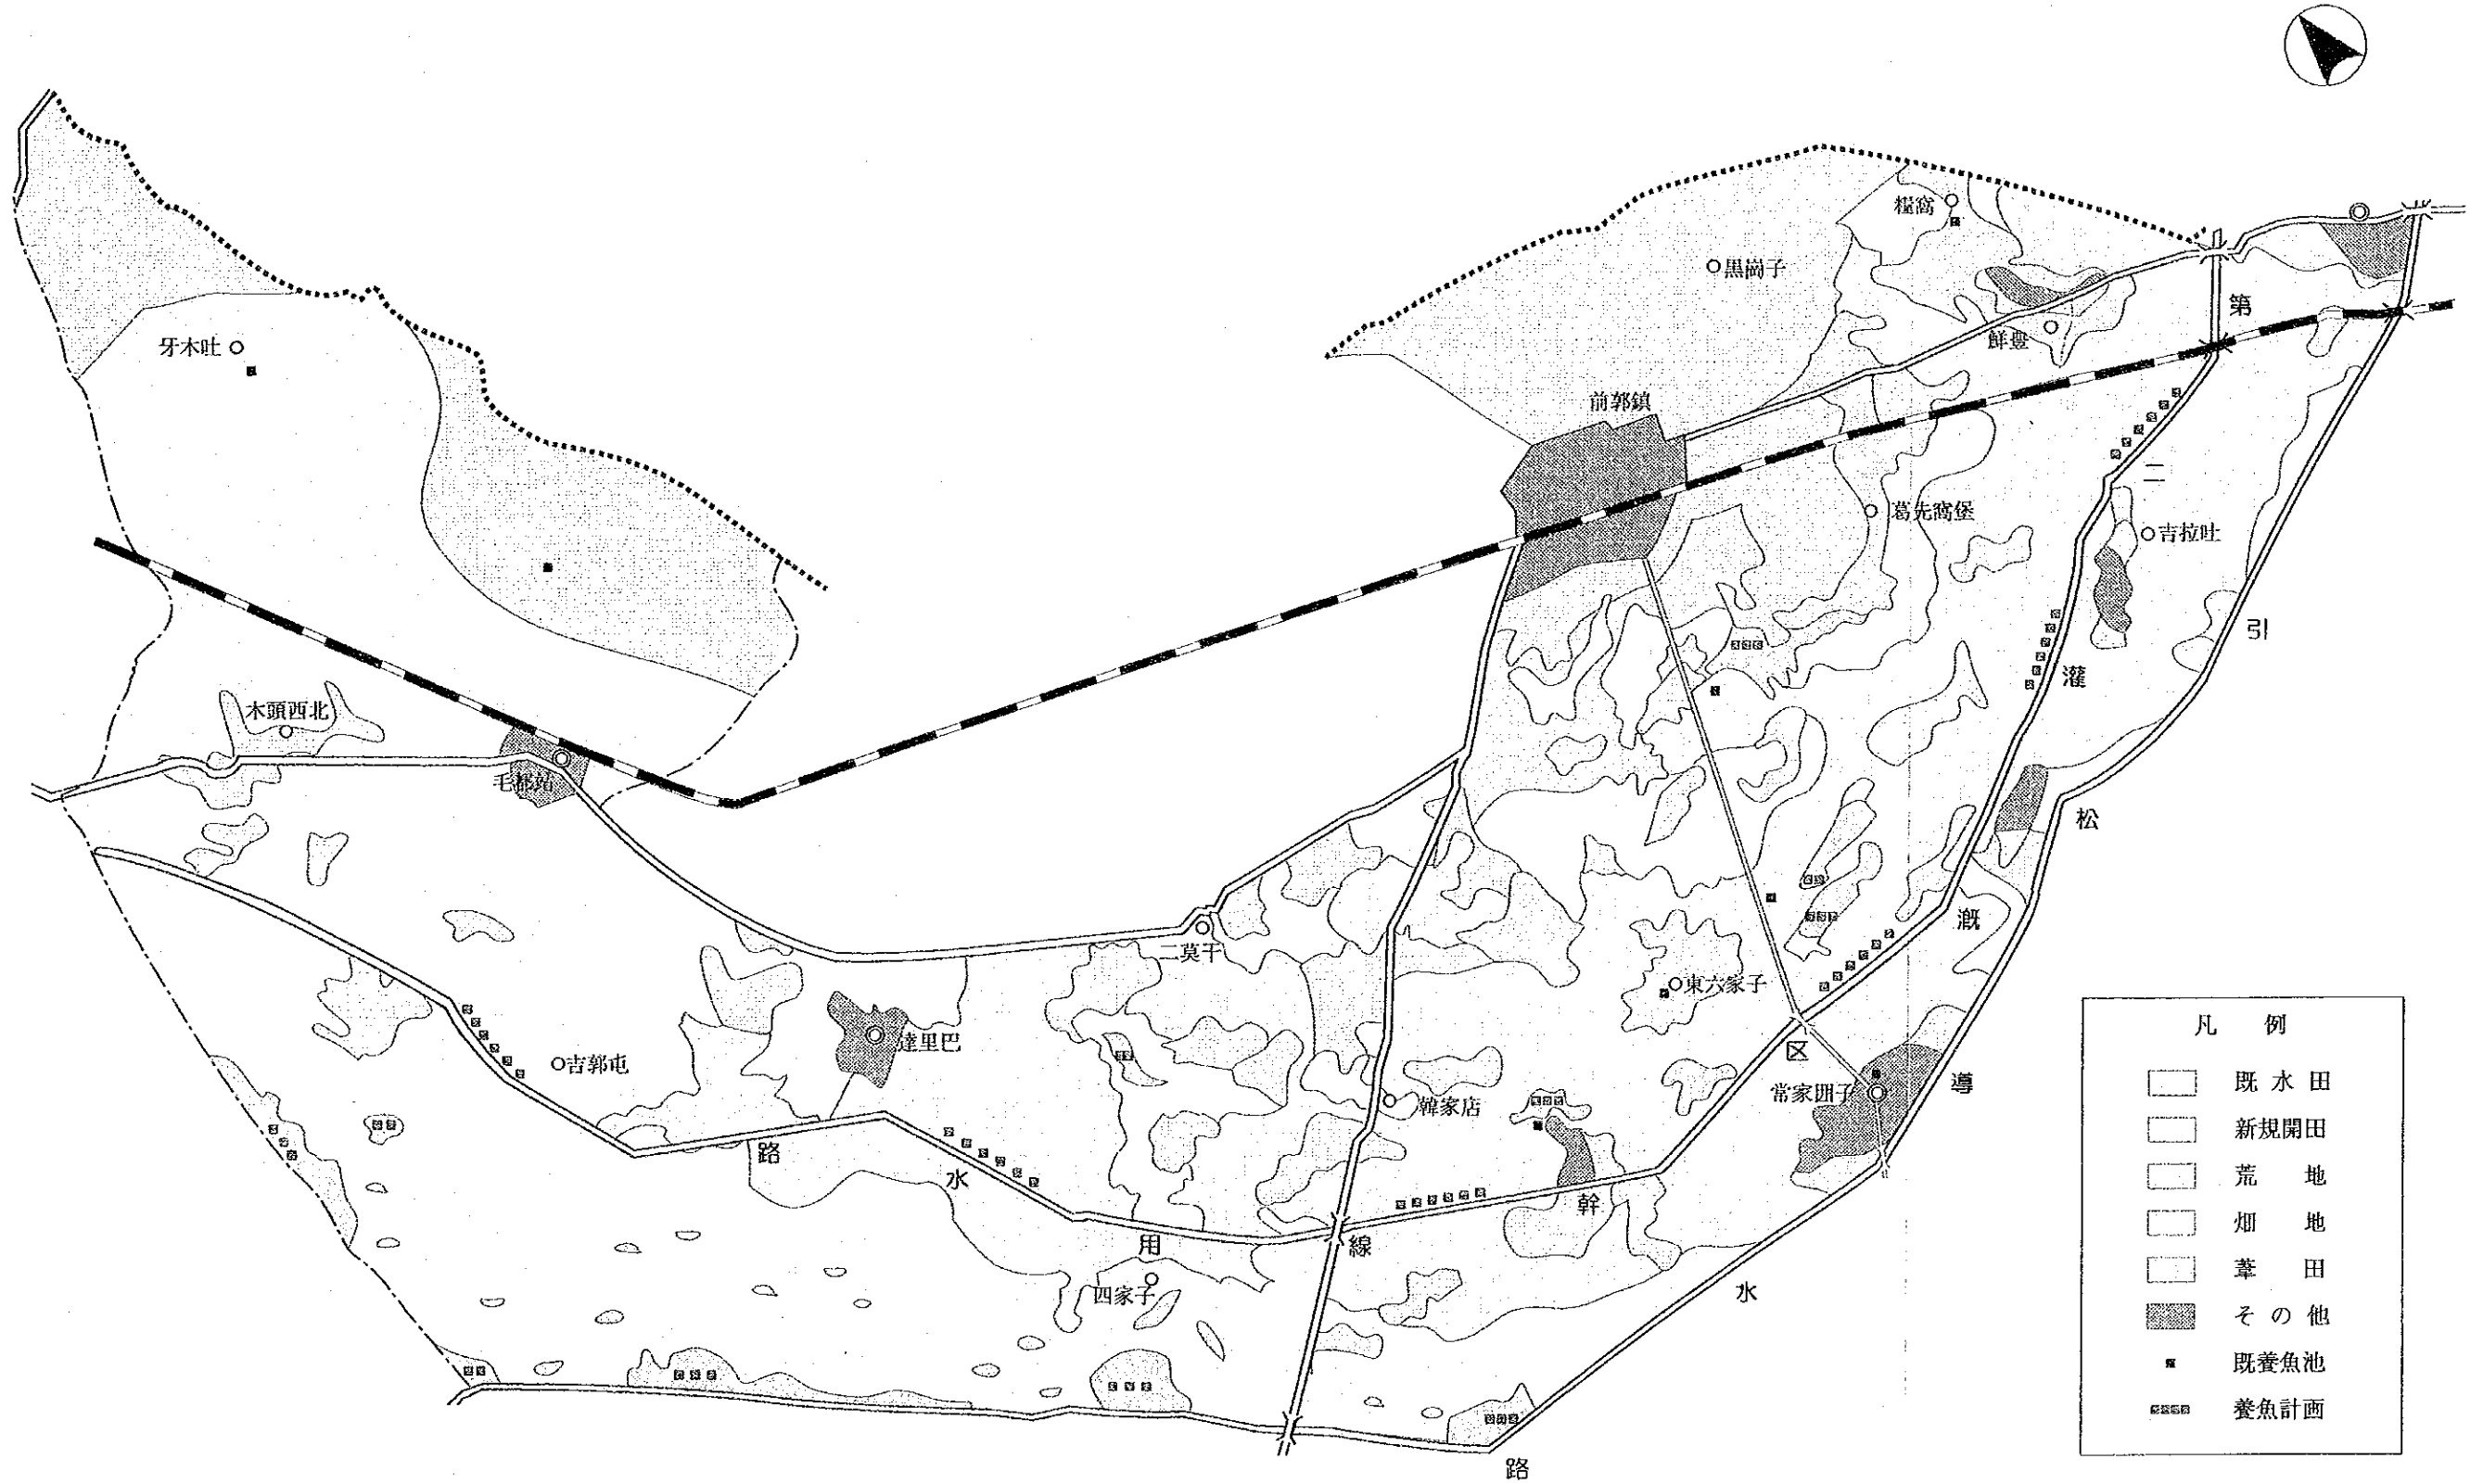 糧窩
黒崗子
鮮豊
前郭鎮
牙木吐
葛先窩堡
吉拉吐
木頭西北
毛都站
二莫干
東六家子
達里巴
吉郭屯
韓家店
常家囲子
四家子
第二灌漑区幹線用水路
引松導水路
凡 例
既水田
新規開田
荒 地
畑 地
葦 田
その他
既養魚池
養魚計画